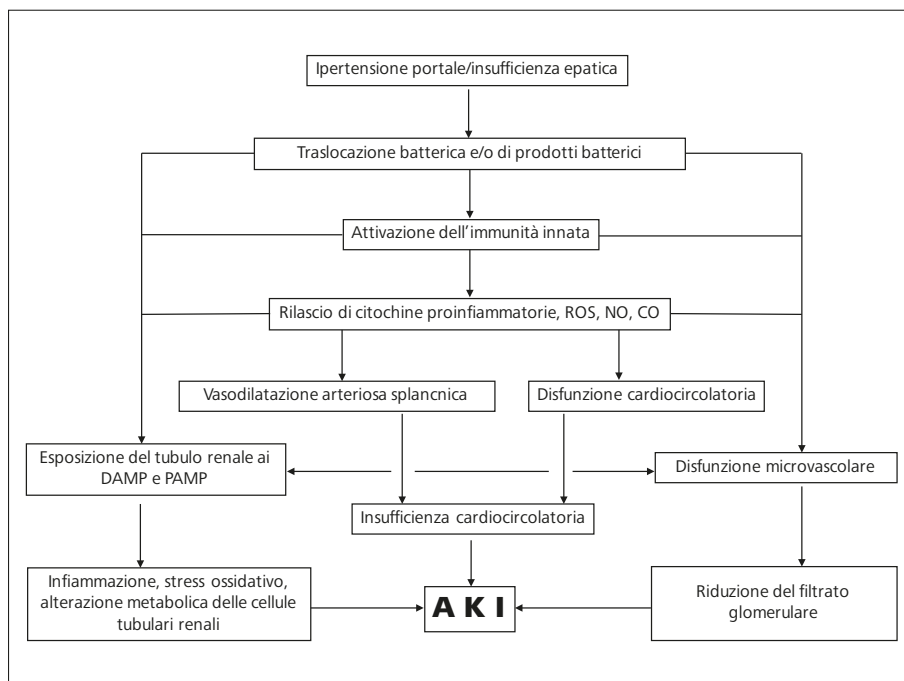 Ipertensione portale/insufficienza epatica
Traslocazione batterica e/o di prodotti batterici
Attivazione dell'immunità innata
Rilascio di citochine proinfiammatorie, ROS, NO, CO
Vasodilatazione arteriosa splancnica
Disfunzione cardiocircolatoria
Esposizione del tubulo renale ai
DAMP e PAMP
Disfunzione microvascolare
Insufficienza cardiocircolatoria
Infiammazione, stress ossidativo,
alterazione metabolica delle cellule
tubulari renali
A K I
Riduzione del filtrato
glomerulare